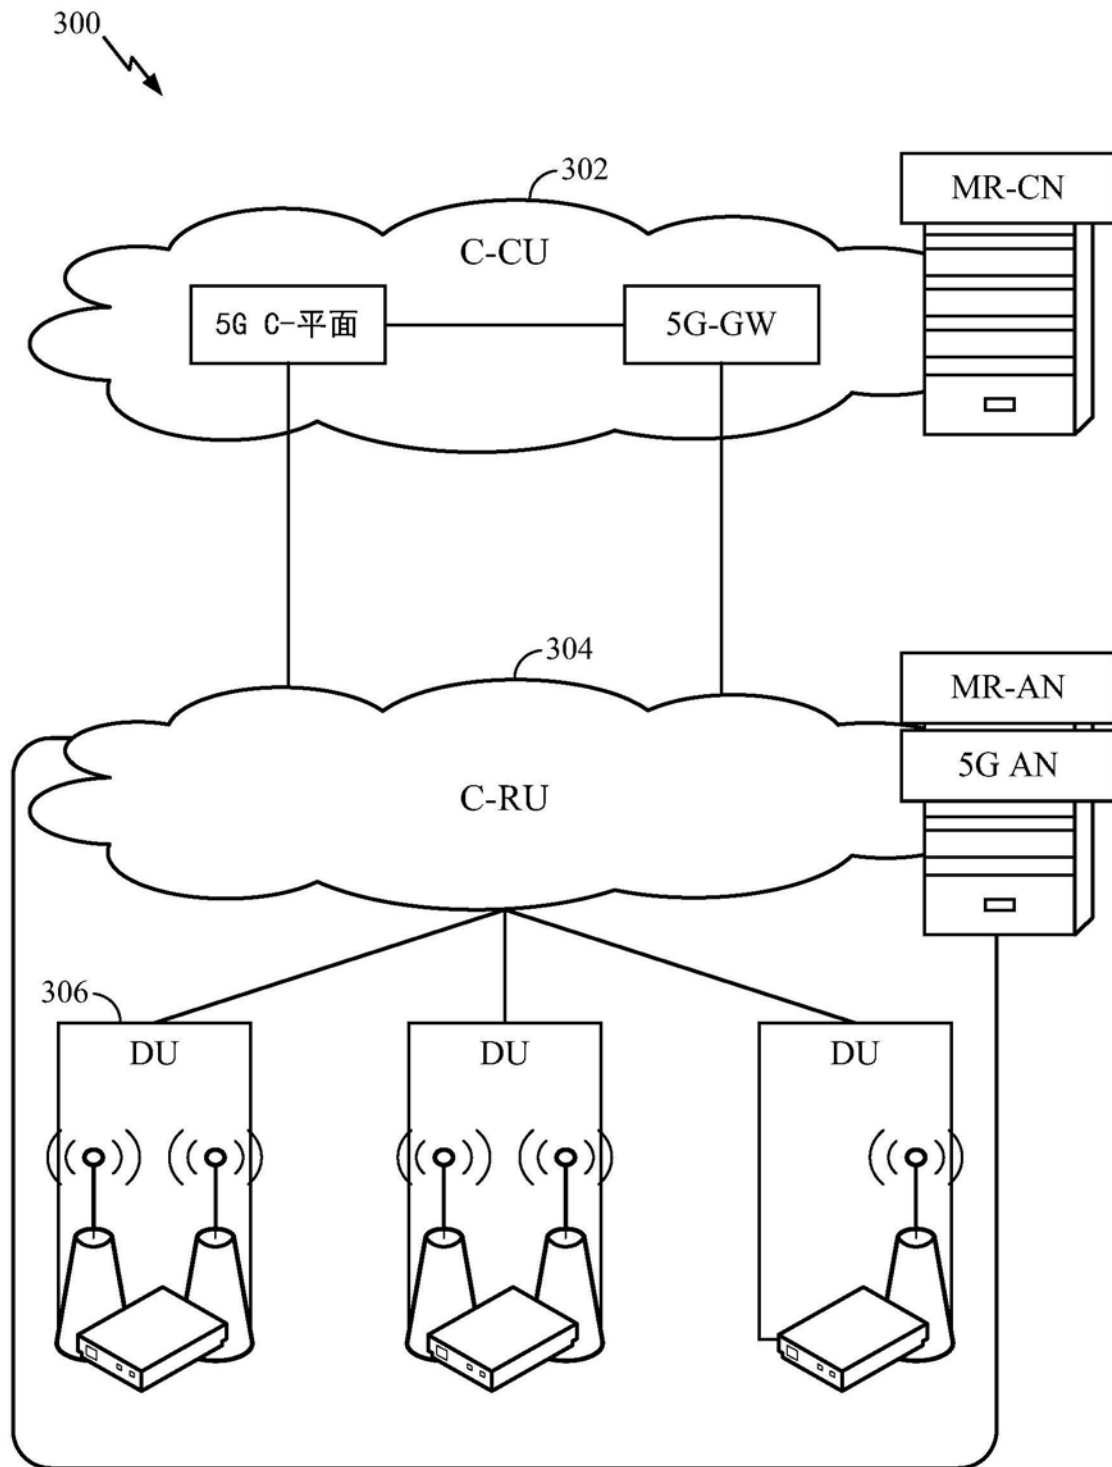 300
302
MR-CN
C-CU
5G C-平面
5G-GW
304
MR-AN
5G AN
C-RU
306
DU
DU
DU